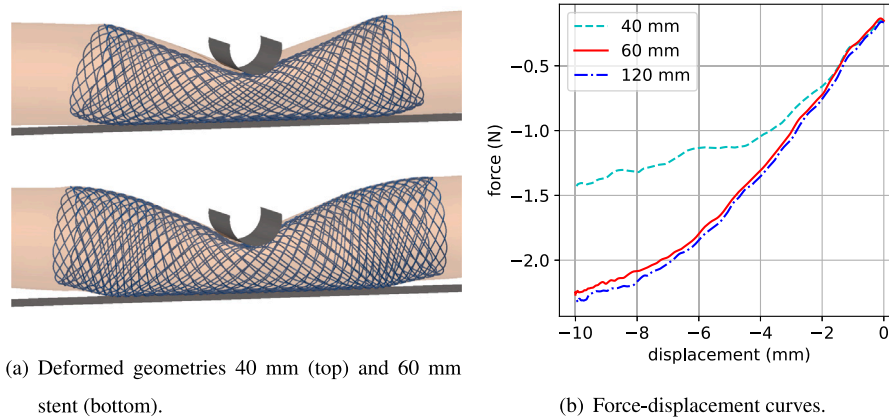 40 mm
60 mm
120 mm
−0.5
−1.0
−1.5
−2.0
force (N)
−10
−8
−6
−4
−2
0
displacement (mm)
(a) Deformed geometries 40 mm (top) and 60 mm
stent (bottom).
(b) Force-displacement curves.